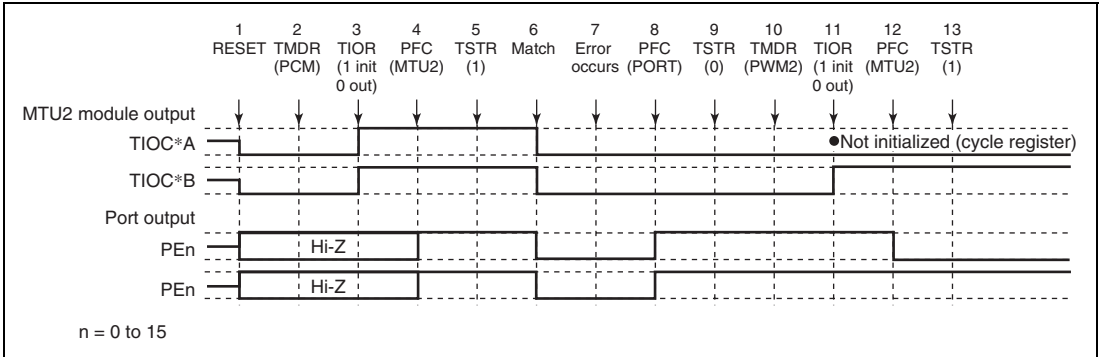 1 2 3 4 5 6 7 8 9 10 11 12 13
RESET TMDR TIOR PFC TSTR Match Error PFC TSTR TMDR TIOR PFC TSTR
(PCM) (1 init (MTU2) (1) occurs (PORT) (0) (PWM2) (1 init (MTU2) (1)
0 out) 0 out)
MTU2 module output
TIOC*A ●Not initialized (cycle register)
TIOC*B
Port output
PEn Hi-Z
PEn Hi-Z
n = 0 to 15